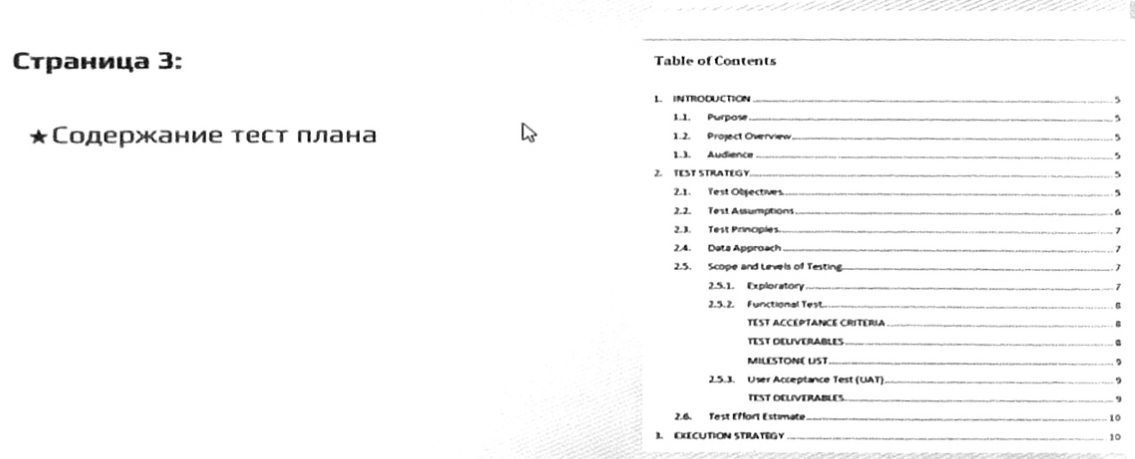 Страница 3:
★Содержание тест плана
Table of Contents
1. INTRODUCTION 5
1.1. Purpose 5
1.2. Project Overview 5
1.3. Audience 5
2. TEST STRATEGY 5
2.1. Test Objectives 5
2.2. Test Assumptions 6
2.3. Test Principles 7
2.4. Data Approach 7
2.5. Scope and Levels of Testing 7
2.5.1. Exploratory 7
2.5.2. Functional Test 8
TEST ACCEPTANCE CRITERIA 8
TEST DELIVERABLES 8
MILESTONE LIST 9
2.5.3. User Acceptance Test (UAT) 9
TEST DELIVERABLES 9
2.6. Test Effort Estimate 10
3. EXECUTION STRATEGY 10